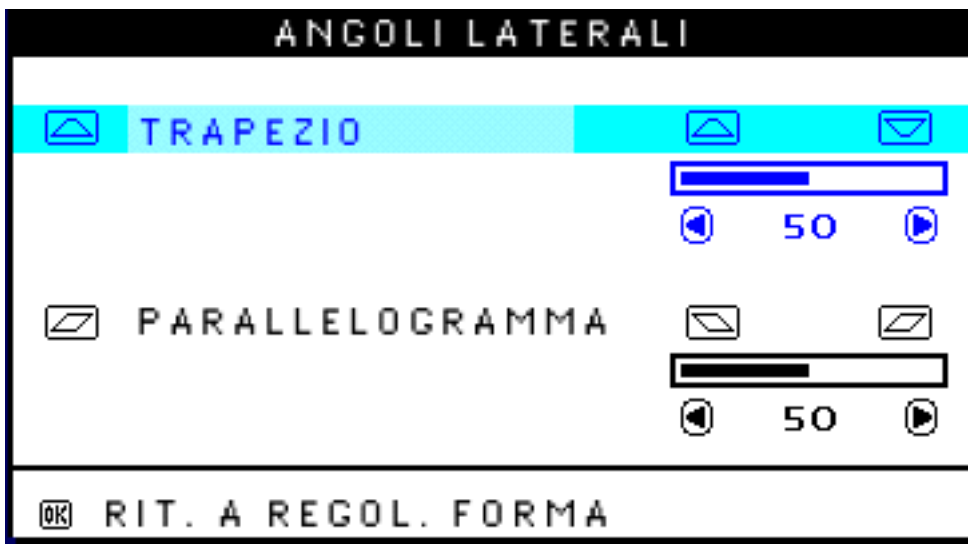 ANGOLI LATERALI
TRAPEZIO
50
PARALLELOGRAMMA
50
OK RIT. A REGOL. FORMA